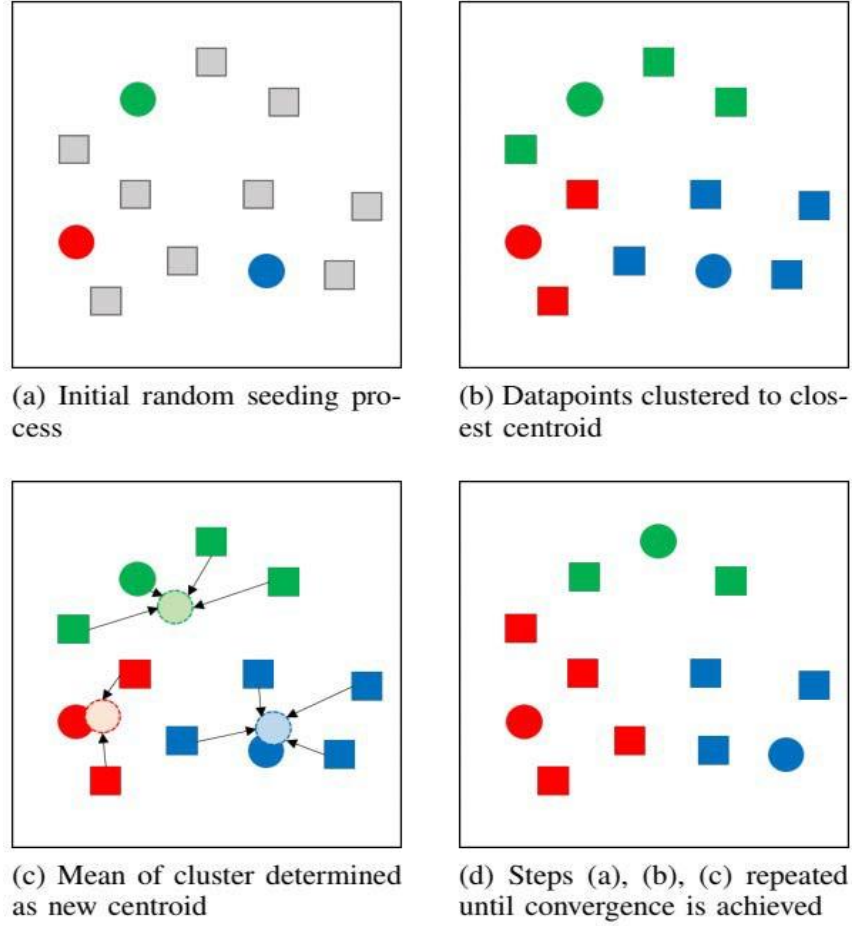 (a) Initial random seeding pro-
cess
(b) Datapoints clustered to clos-
est centroid
(c) Mean of cluster determined
as new centroid
(d) Steps (a), (b), (c) repeated
until convergence is achieved